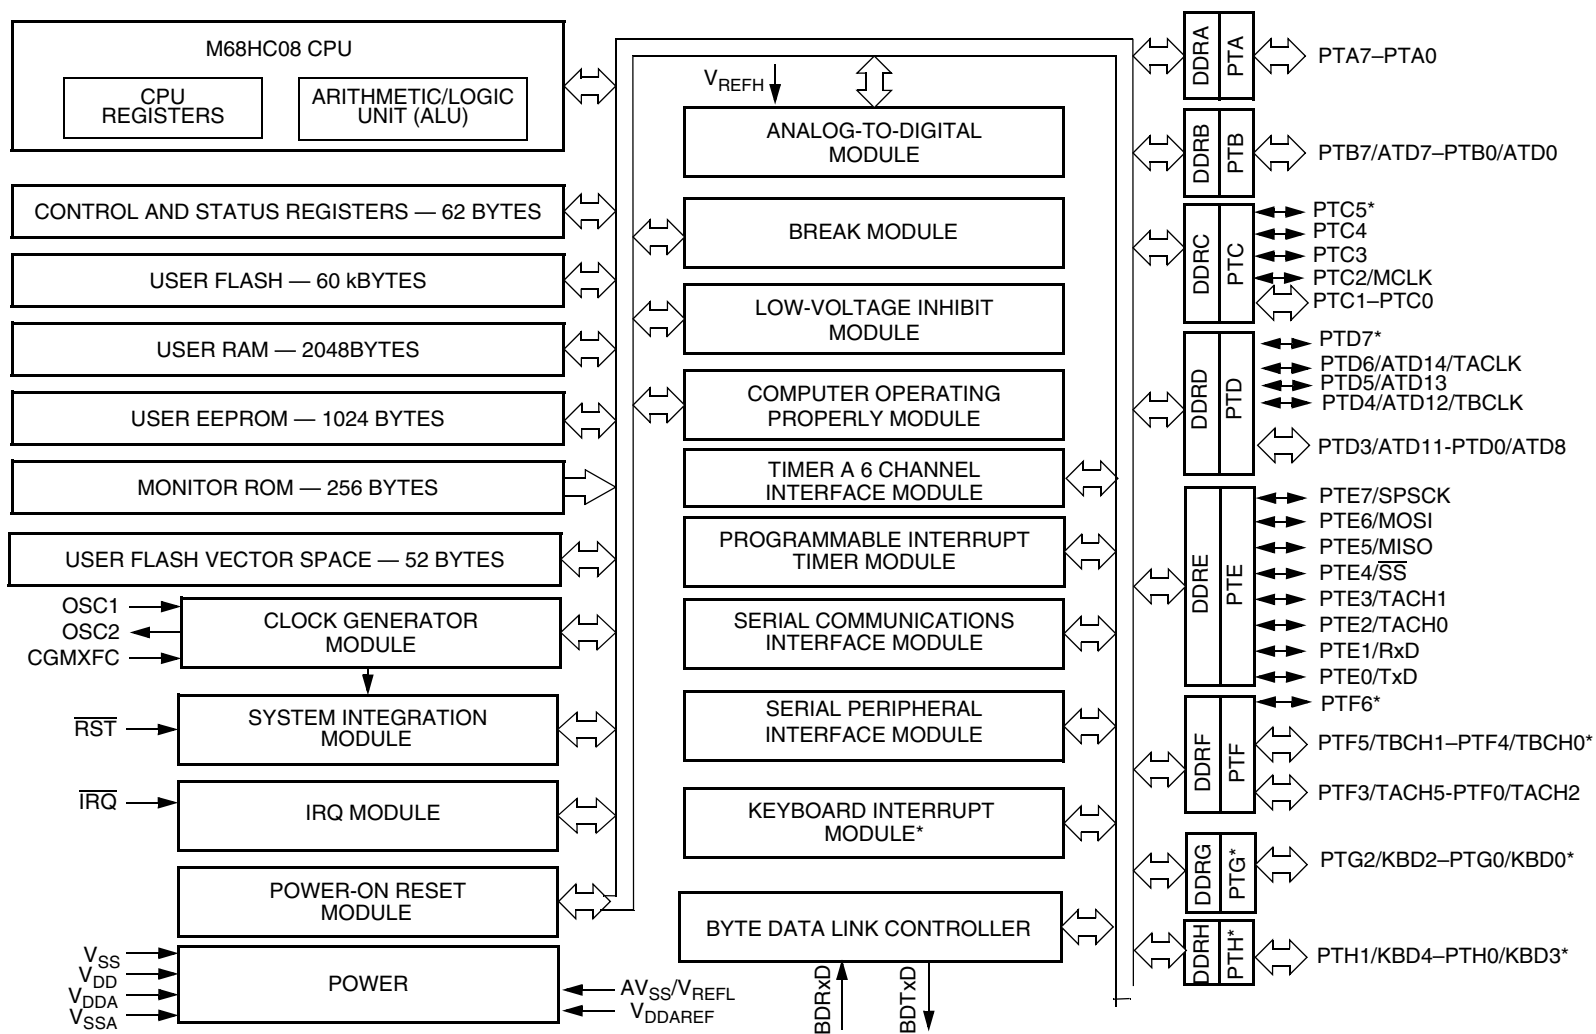 M68HC08 CPU
CPU
REGISTERS
ARITHMETIC/LOGIC
UNIT (ALU)
CONTROL AND STATUS REGISTERS — 62 BYTES
USER FLASH — 60 kBYTES
USER RAM — 2048BYTES
USER EEPROM — 1024 BYTES
MONITOR ROM — 256 BYTES
USER FLASH VECTOR SPACE — 52 BYTES
OSC1
OSC2
CGMXFC
CLOCK GENERATOR
MODULE
RST
SYSTEM INTEGRATION
MODULE
IRQ
IRQ MODULE
POWER-ON RESET
MODULE
VSS
VDD
VDDA
VSSA
POWER
AVSS/VREFL
VDDAREF
VREFH
ANALOG-TO-DIGITAL
MODULE
BREAK MODULE
LOW-VOLTAGE INHIBIT
MODULE
COMPUTER OPERATING
PROPERLY MODULE
TIMER A 6 CHANNEL
INTERFACE MODULE
PROGRAMMABLE INTERRUPT
TIMER MODULE
SERIAL COMMUNICATIONS
INTERFACE MODULE
SERIAL PERIPHERAL
INTERFACE MODULE
KEYBOARD INTERRUPT
MODULE*
BYTE DATA LINK CONTROLLER
BDRxD
BDTxD
DDRA
PTA
PTA7–PTA0
DDRB
PTB
PTB7/ATD7–PTB0/ATD0
DDRC
PTC
PTC5*
PTC4
PTC3
PTC2/MCLK
PTC1–PTC0
DDRD
PTD
PTD7*
PTD6/ATD14/TACLK
PTD5/ATD13
PTD4/ATD12/TBCLK
PTD3/ATD11-PTD0/ATD8
DDRE
PTE
PTE7/SPSCK
PTE6/MOSI
PTE5/MISO
PTE4/SS
PTE3/TACH1
PTE2/TACH0
PTE1/RxD
PTE0/TxD
DDRF
PTF
PTF6*
PTF5/TBCH1–PTF4/TBCH0*
PTF3/TACH5-PTF0/TACH2
DDRG
PTG*
PTG2/KBD2–PTG0/KBD0*
DDRH
PTH*
PTH1/KBD4–PTH0/KBD3*